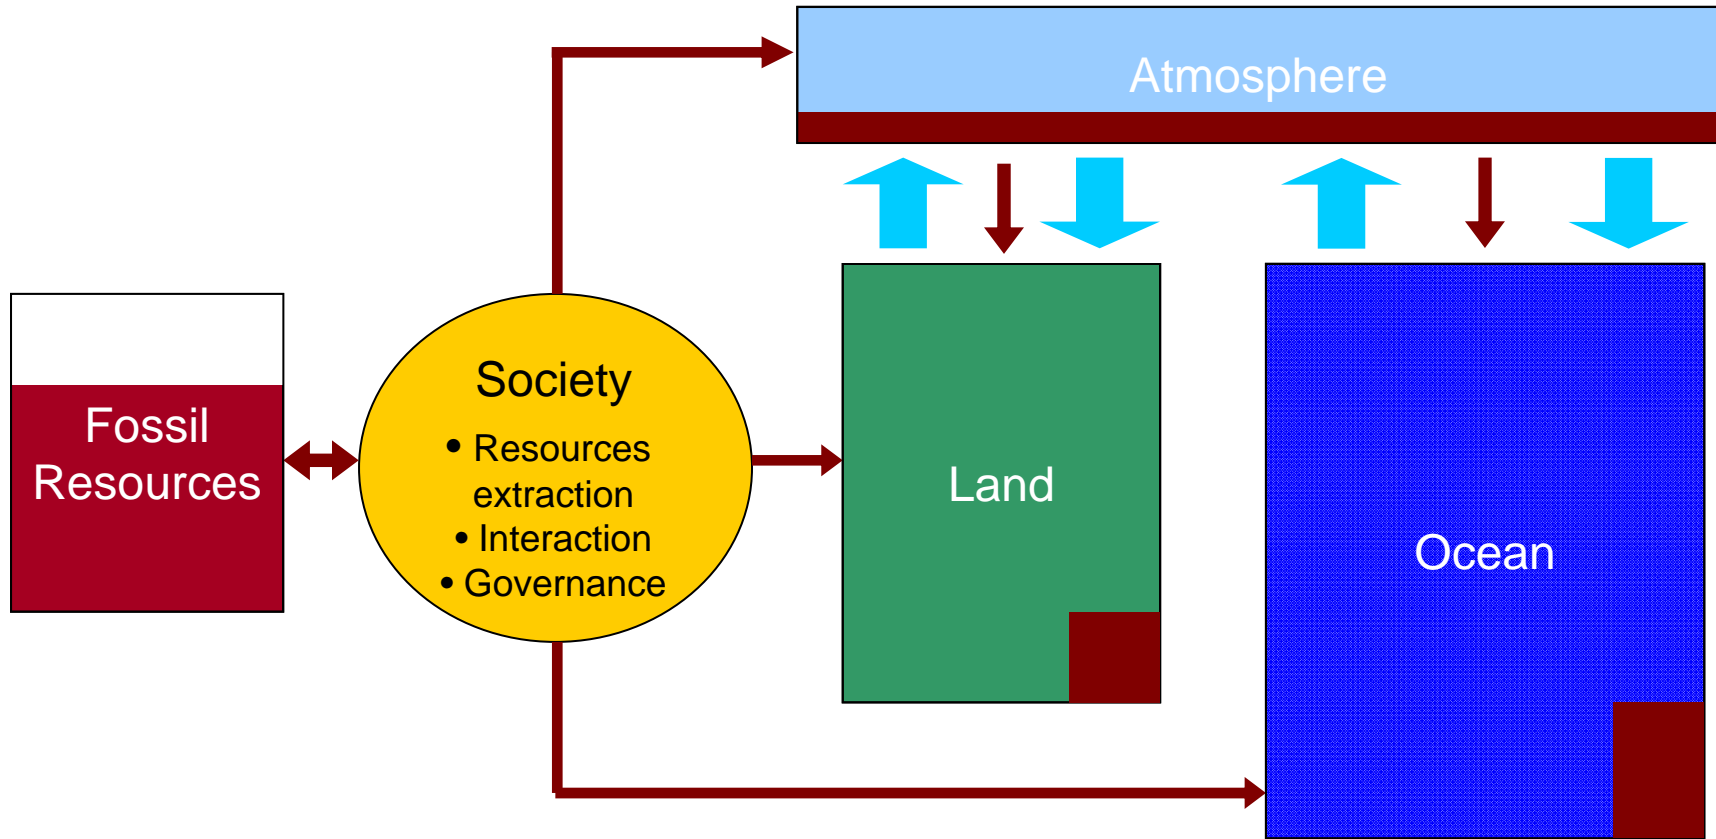 Atmosphere
Fossil
Resources
Society
• Resources
extraction
• Interaction
• Governance
Land
Ocean